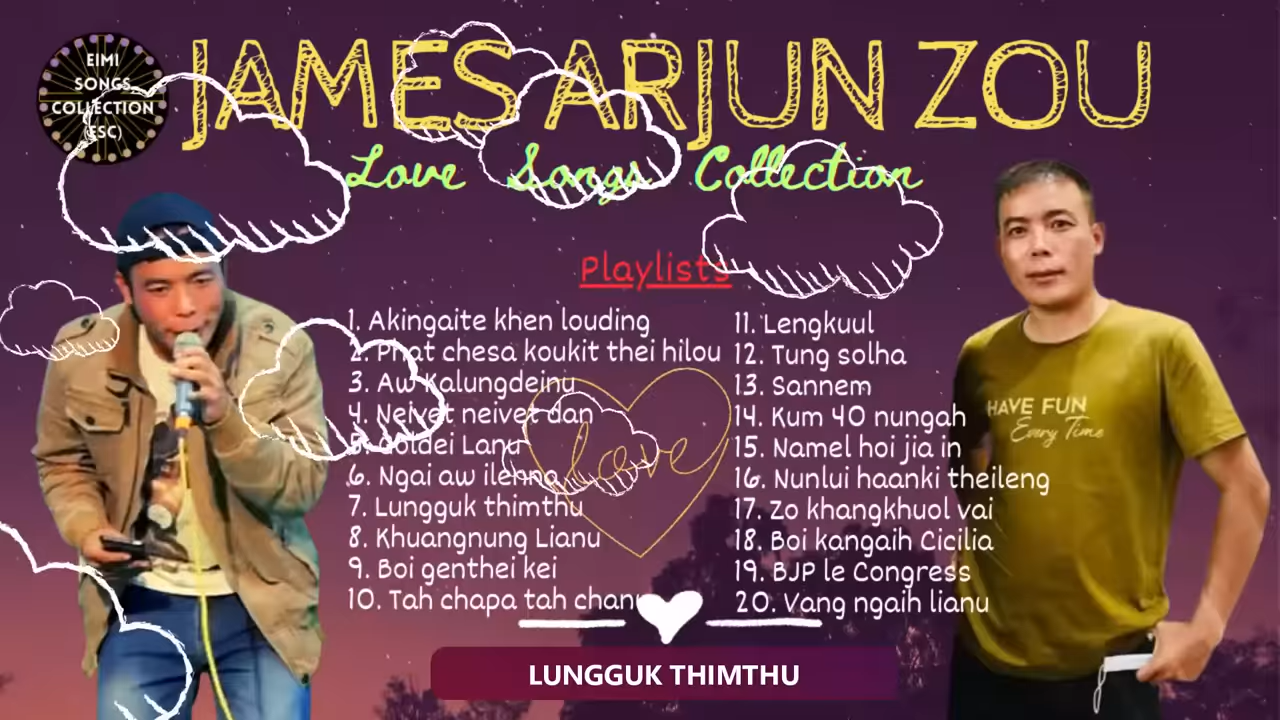 EIMI
SONGS
COLLECTION
(ESC)
JAMES ARJUN ZOU
Love Songs Collection
Playlists
1. Akingaite khen louding
2. Phat chesa koukit thei hilou
3. Aw Kalungdeinu
4. Neivet neivet dan
5. Goldei Lanu
6. Ngai aw ilenna
7. Lungguk thimthu
8. Khuangnung Lianu
9. Boi genthei kei
10. Tah chapa tah chanu
11. Lengkuul
12. Tung solha
13. Sannem
14. Kum 40 nungah
15. Namel hoi jia in
16. Nunlui haanki theileng
17. Zo khangkhuol vai
18. Boi kangaih Cicilia
19. BJP le Congress
20. Vang ngaih lianu
love
HAVE FUN
Every Time
LUNGGUK THIMTHU